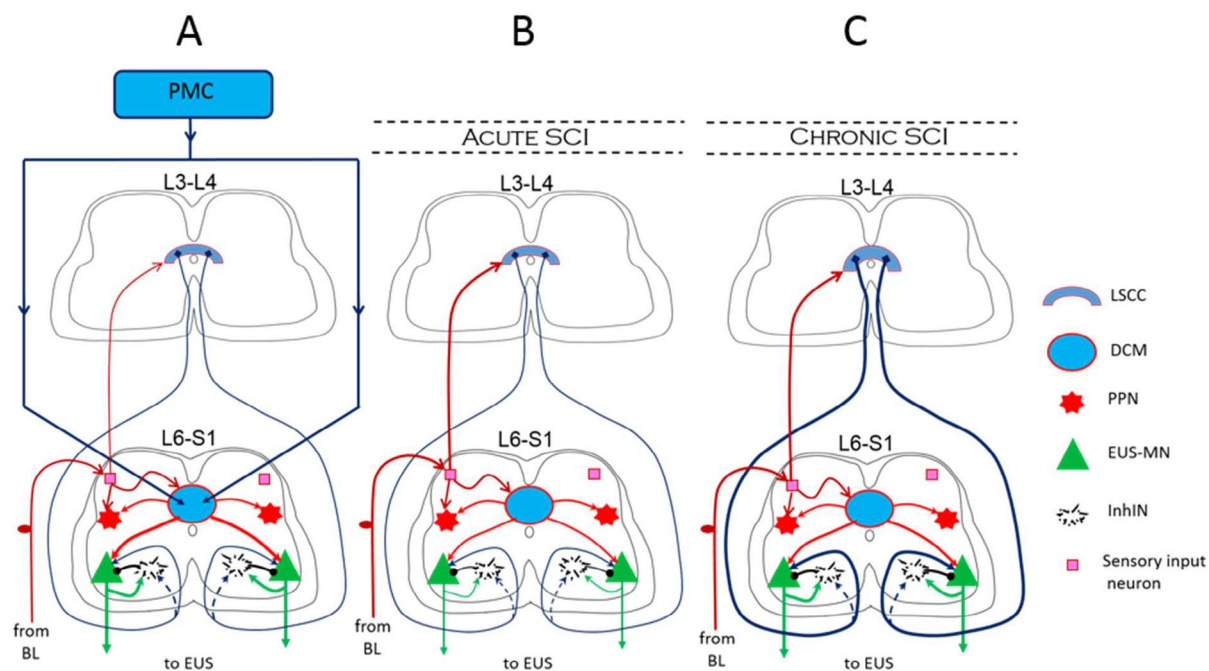 A
B
C
PMC
ACUTE SCI
CHRONIC SCI
L3-L4
L3-L4
L3-L4
L6-S1
L6-S1
L6-S1
from
BL
to EUS
from
BL
to EUS
from
BL
to EUS
LSCC
DCM
PPN
EUS-MN
InhIN
Sensory input
neuron